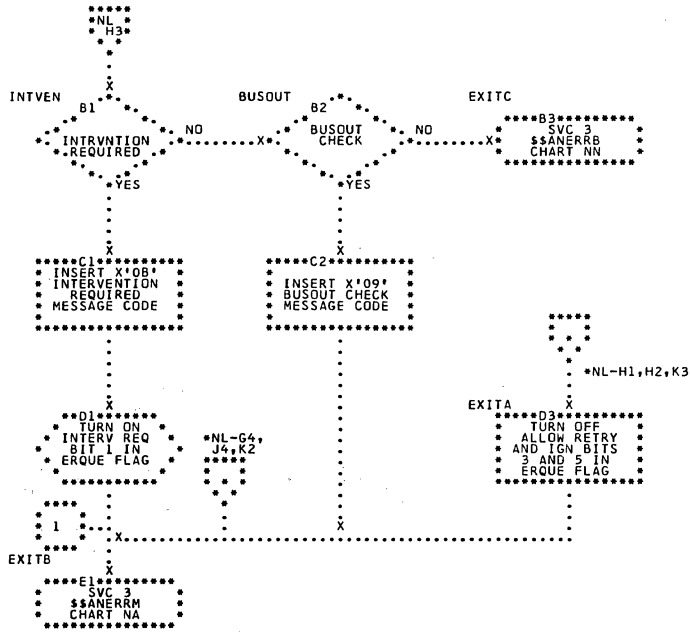 NL
H3
INTVEN
B1
INTRVNTION
REQUIRED
NO
YES
BUSOUT
B2
BUSOUT
CHECK
NO
YES
EXITC
B3
SVC 3
$$ANERRB
CHART NN
C1
INSERT X'0B'
INTERVENTION
REQUIRED
MESSAGE CODE
C2
INSERT X'09'
BUSOUT CHECK
MESSAGE CODE
*NL-H1,H2,K3
D1
TURN ON
INTERV REQ
BIT 1 IN
ERQUE FLAG
*NL-G4,
J4,K2
EXITA
D3
TURN OFF
ALLOW RETRY
AND IGN BITS
3 AND 5 IN
ERQUE FLAG
1
EXITB
E1
SVC 3
$$ANERRM
CHART NA